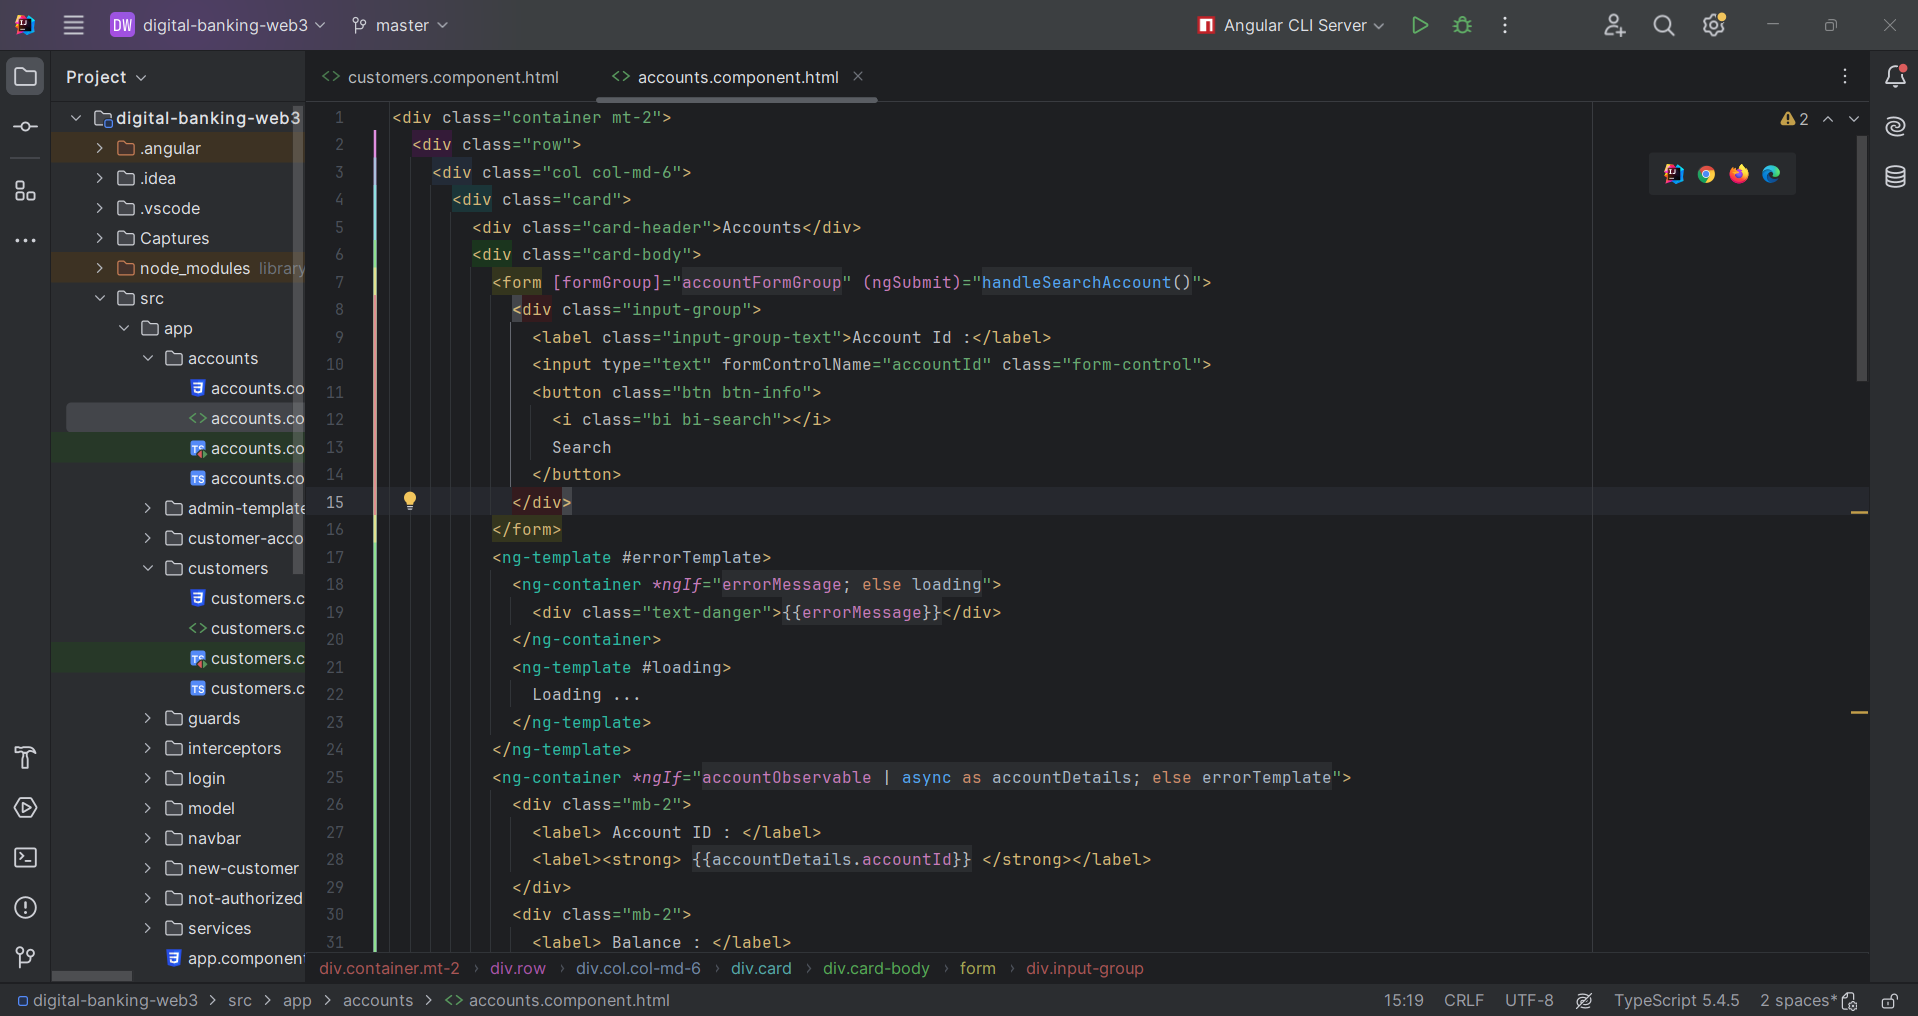 DW digital-banking-web3 master Angular CLI Server
Project
customers.component.html accounts.component.html
digital-banking-web3
.angular
.idea
.vscode
Captures
node_modules library
src
app
accounts
accounts.co
accounts.co
accounts.co
accounts.co
admin-template
customer-acco
customers
customers.c
customers.c
customers.c
customers.c
guards
interceptors
login
model
navbar
new-customer
not-authorized
services
app.component
2
1 <div class="container mt-2">
2 <div class="row">
3 <div class="col col-md-6">
4 <div class="card">
5 <div class="card-header">Accounts</div>
6 <div class="card-body">
7 <form [formGroup]="accountFormGroup" (ngSubmit)="handleSearchAccount()">
8 <div class="input-group">
9 <label class="input-group-text">Account Id :</label>
10 <input type="text" formControlName="accountId" class="form-control">
11 <button class="btn btn-info">
12 <i class="bi bi-search"></i>
13 Search
14 </button>
15 </div>
16 </form>
17 <ng-template #errorTemplate>
18 <ng-container *ngIf="errorMessage; else loading">
19 <div class="text-danger">{{errorMessage}}</div>
20 </ng-container>
21 <ng-template #loading>
22 Loading ...
23 </ng-template>
24 </ng-template>
25 <ng-container *ngIf="accountObservable | async as accountDetails; else errorTemplate">
26 <div class="mb-2">
27 <label> Account ID : </label>
28 <label><strong> {{accountDetails.accountId}} </strong></label>
29 </div>
30 <div class="mb-2">
31 <label> Balance : </label>
div.container.mt-2 › div.row › div.col.col-md-6 › div.card › div.card-body › form › div.input-group
digital-banking-web3 > src > app > accounts > <> accounts.component.html 15:19 CRLF UTF-8 TypeScript 5.4.5 2 spaces*